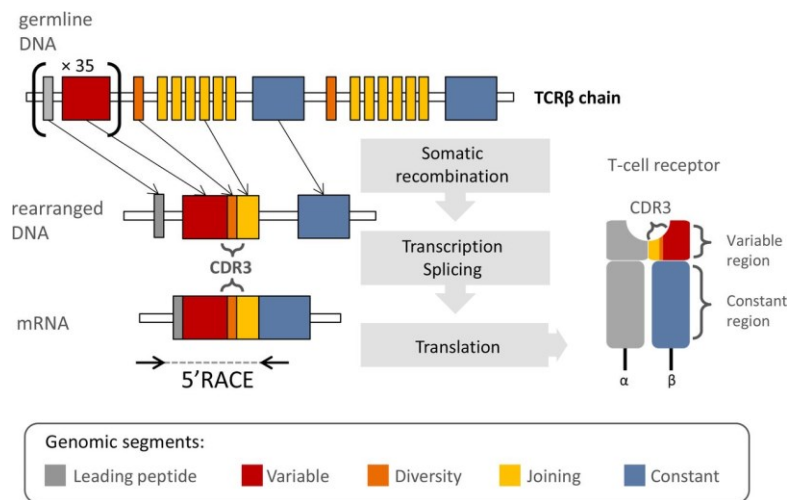 germline
DNA
× 35
TCRβ chain
Somatic
recombination
T-cell receptor
rearranged
DNA
CDR3
Transcription
Splicing
CDR3
Variable
region
Constant
region
mRNA
Translation
5'RACE
α
β
Genomic segments:
Leading peptide
Variable
Diversity
Joining
Constant